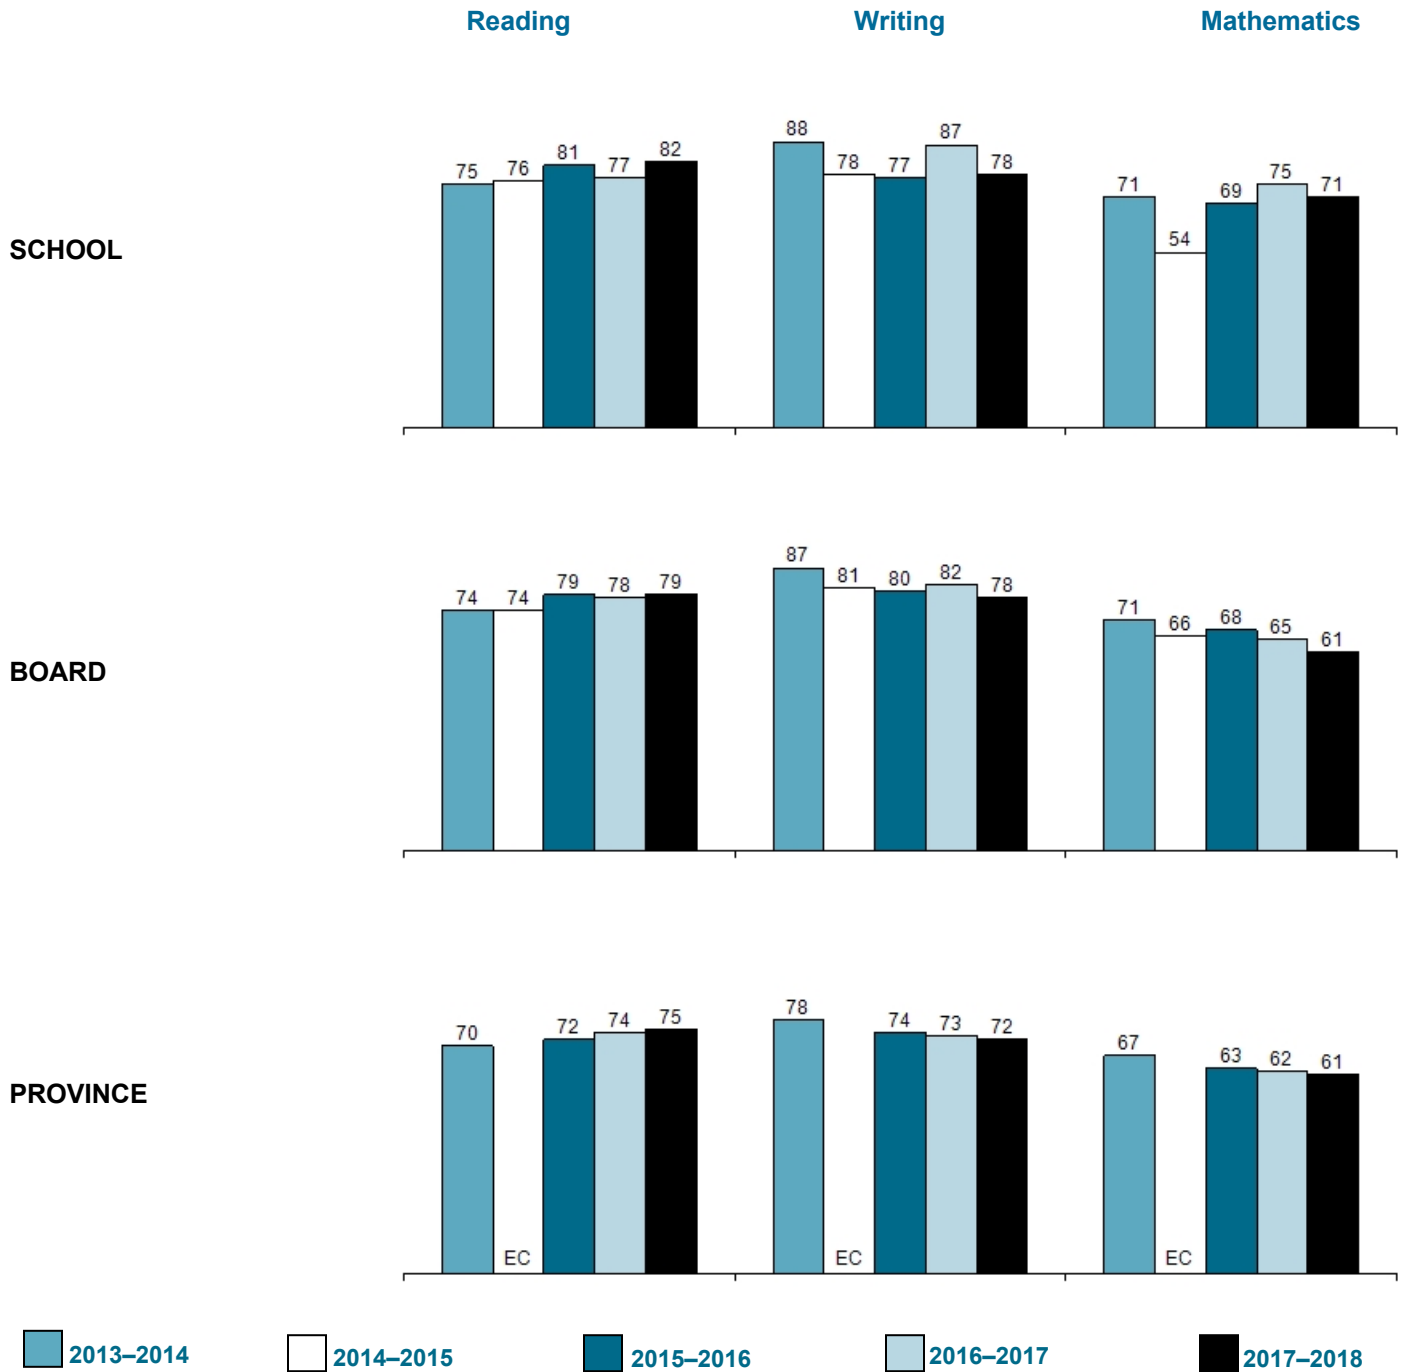 Reading Writing Mathematics
SCHOOL
75 76 81 77 82 88 78 77 87 78 71 54 69 75 71
BOARD
74 74 79 78 79 87 81 80 82 78 71 66 68 65 61
PROVINCE
70 EC 72 74 75 78 EC 74 73 72 67 EC 63 62 61
2013–2014 2014–2015 2015–2016 2016–2017 2017–2018